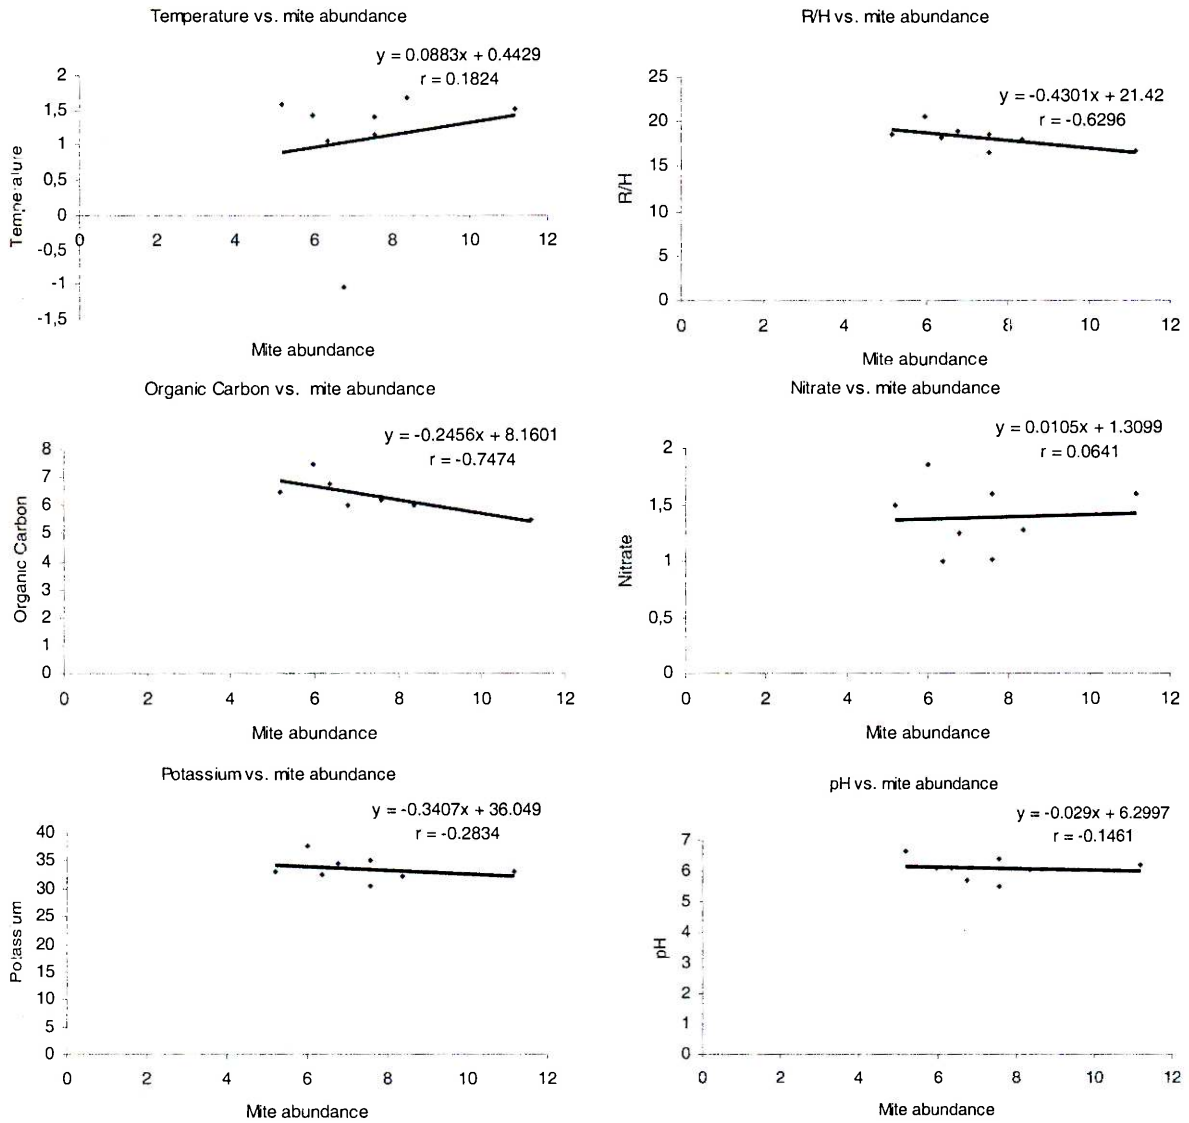 Temperature vs. mite abundance
y = 0.0883x + 0.4429
r = 0.1824
2
1,5
1
0,5
0
-0,5
-1
-1,5
Temperature
0 2 4 6 8 10 12
Mite abundance
R/H vs. mite abundance
y = -0.4301x + 21.42
r = -0.6296
25
20
15
10
5
0
R/H
0 2 4 6 8 10 12
Mite abundance
Organic Carbon vs. mite abundance
y = -0.2456x + 8.1601
r = -0.7474
8
7
6
5
4
3
2
1
0
Organic Carbon
0 2 4 6 8 10 12
Mite abundance
Nitrate vs. mite abundance
y = 0.0105x + 1.3099
r = 0.0641
2
1,5
1
0,5
0
Nitrate
0 2 4 6 8 10 12
Mite abundance
Potassium vs. mite abundance
y = -0.3407x + 36.049
r = -0.2834
40
35
30
25
20
15
10
5
0
Potassium
0 2 4 6 8 10 12
Mite abundance
pH vs. mite abundance
y = -0.029x + 6.2997
r = -0.1461
7
6
5
4
3
2
1
0
pH
0 2 4 6 8 10 12
Mite abundance